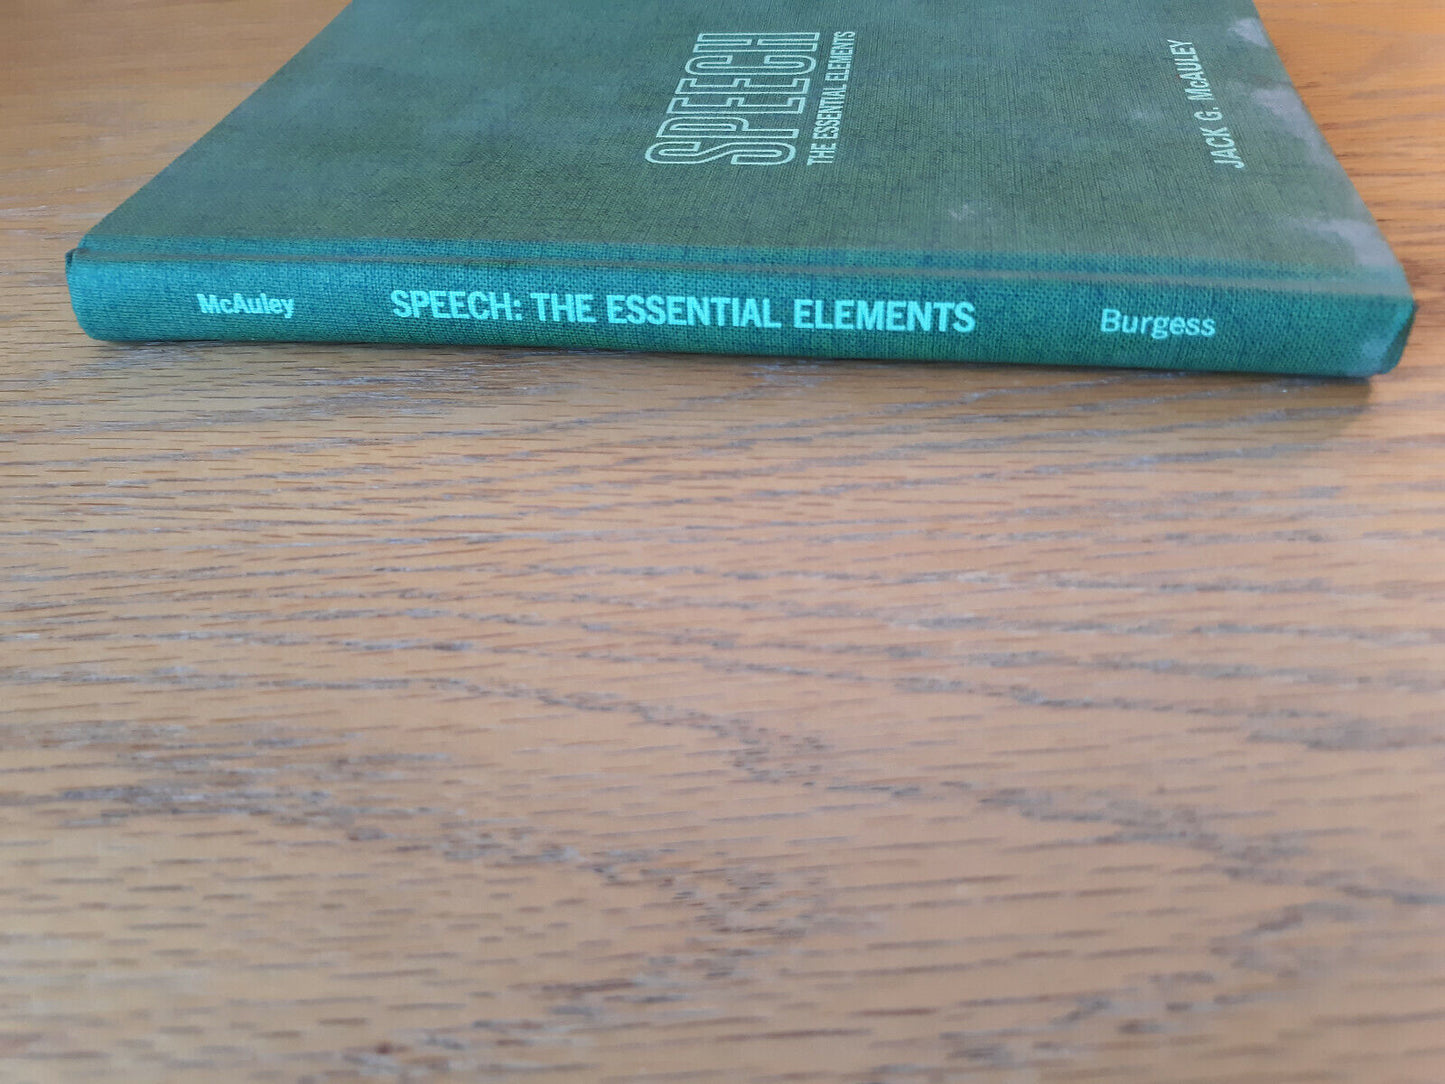 SPEECH
THE ESSENTIAL ELEMENTS
JACK G. McAULEY
McAuley
SPEECH: THE ESSENTIAL ELEMENTS
Burgess